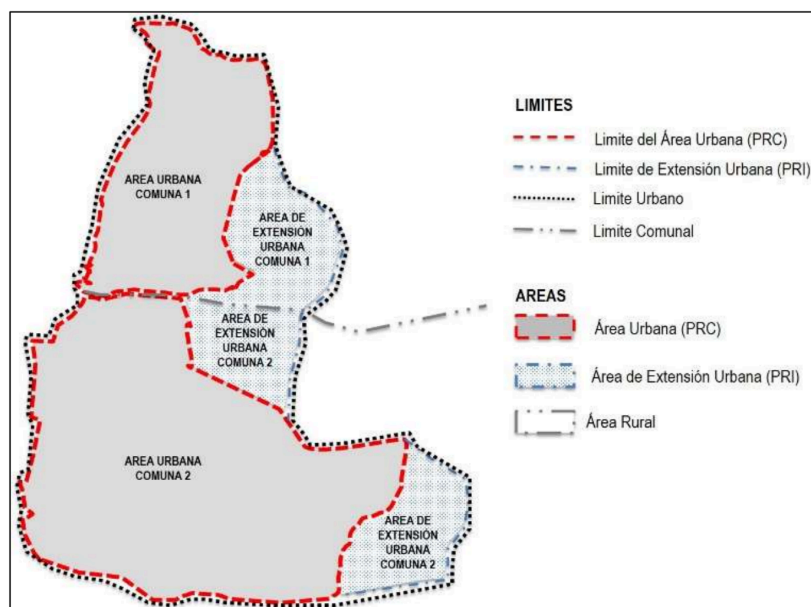 AREA URBANA
COMUNA 1
AREA DE
EXTENSIÓN
URBANA
COMUNA 1
AREA DE
EXTENSIÓN
URBANA
COMUNA 2
AREA URBANA
COMUNA 2
AREA DE
EXTENSIÓN
URBANA
COMUNA 2
LIMITES
Limite del Área Urbana (PRC)
Limite de Extensión Urbana (PRI)
Limite Urbano
Limite Comunal
AREAS
Área Urbana (PRC)
Área de Extensión Urbana (PRI)
Área Rural